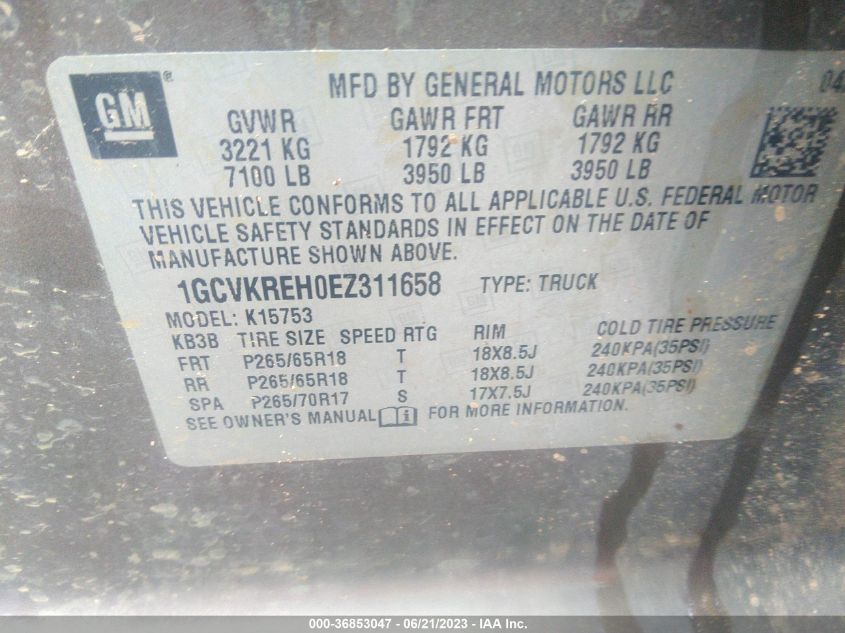 GM ®
MFD BY GENERAL MOTORS LLC 04
GVWR GAWR FRT GAWR RR
3221 KG 1792 KG 1792 KG
7100 LB 3950 LB 3950 LB
THIS VEHICLE CONFORMS TO ALL APPLICABLE U.S. FEDERAL MOTOR
VEHICLE SAFETY STANDARDS IN EFFECT ON THE DATE OF
MANUFACTURE SHOWN ABOVE.
1GCVKREH0EZ311658 TYPE: TRUCK
MODEL: K15753
KB3B TIRE SIZE SPEED RTG RIM COLD TIRE PRESSURE
FRT P265/65R18 T 18X8.5J 240KPA(35PSI)
RR P265/65R18 T 18X8.5J 240KPA(35PSI)
SPA P265/70R17 S 17X7.5J 240KPA(35PSI)
SEE OWNER'S MANUAL i FOR MORE INFORMATION.
000-36853047 - 06/21/2023 - IAA Inc.